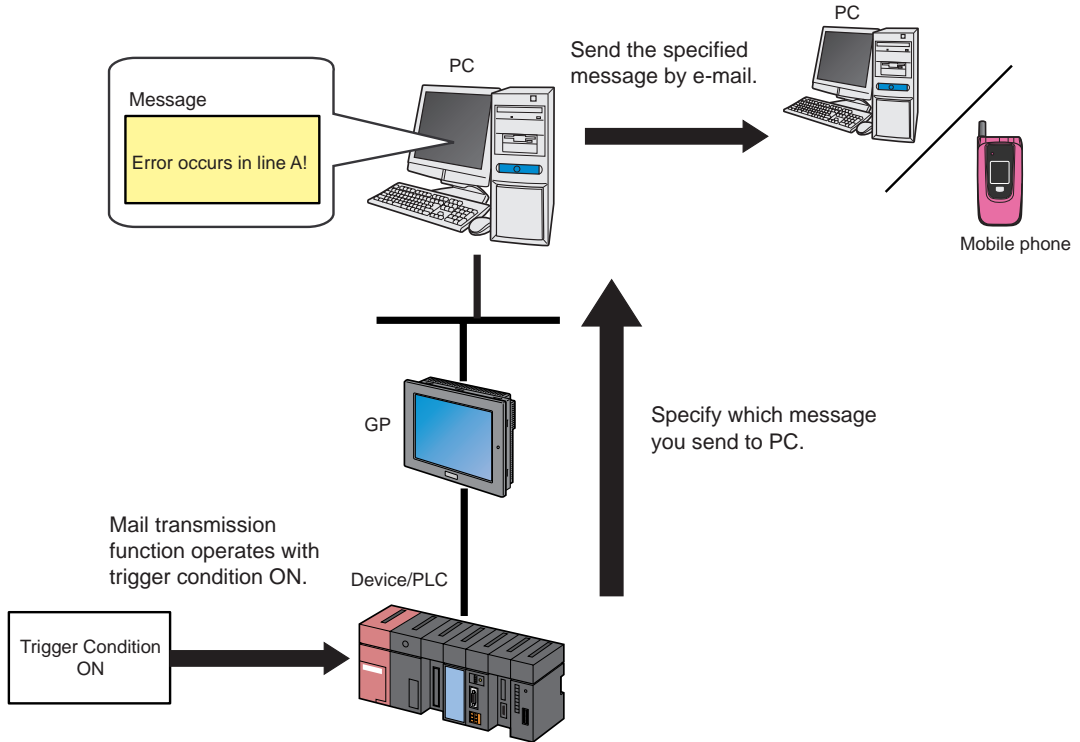 PC
PC
Send the specified
message by e-mail.
Message
Error occurs in line A!
Mobile phone
GP
Specify which message
you send to PC.
Mail transmission
function operates with
trigger condition ON.
Device/PLC
Trigger Condition
ON